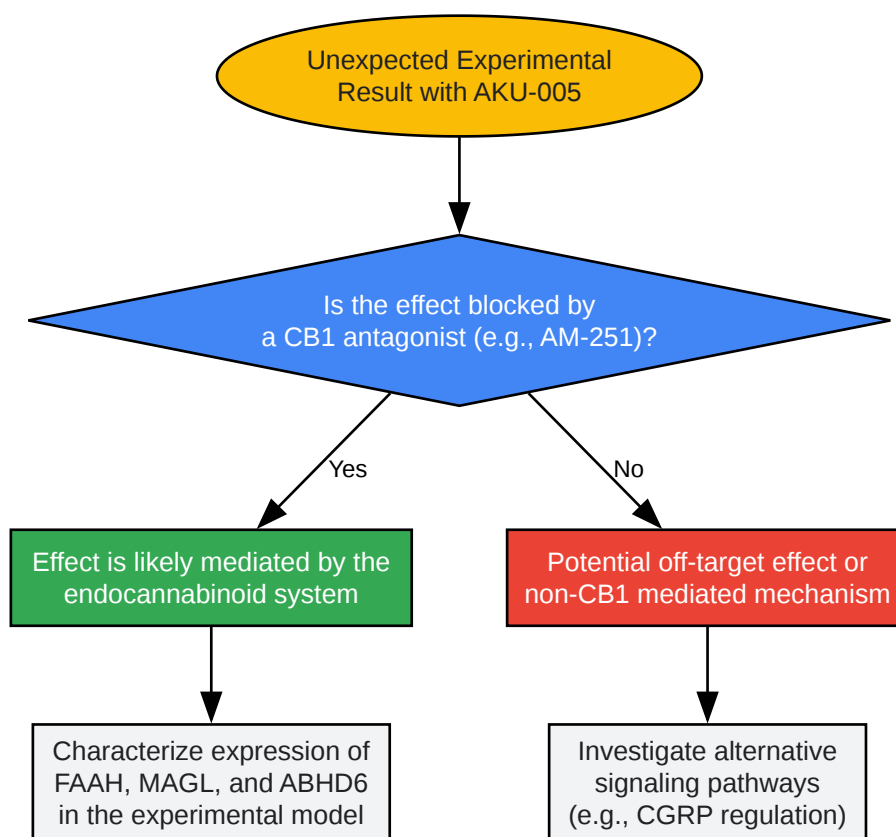 Unexpected Experimental
Result with AKU-005
Is the effect blocked by
a CB1 antagonist (e.g., AM-251)?
Yes
No
Effect is likely mediated by the
endocannabinoid system
Potential off-target effect or
non-CB1 mediated mechanism
Characterize expression of
FAAH, MAGL, and ABHD6
in the experimental model
Investigate alternative
signaling pathways
(e.g., CGRP regulation)